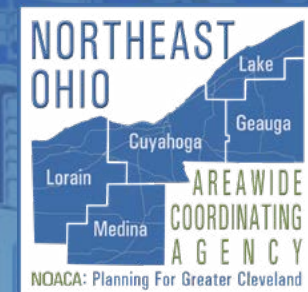 NORTHEAST
OHIO
Lake
Geauga
Cuyahoga
Lorain
Medina
AREAWIDE
COORDINATING
AGENCY
NOACA: Planning For Greater Cleveland